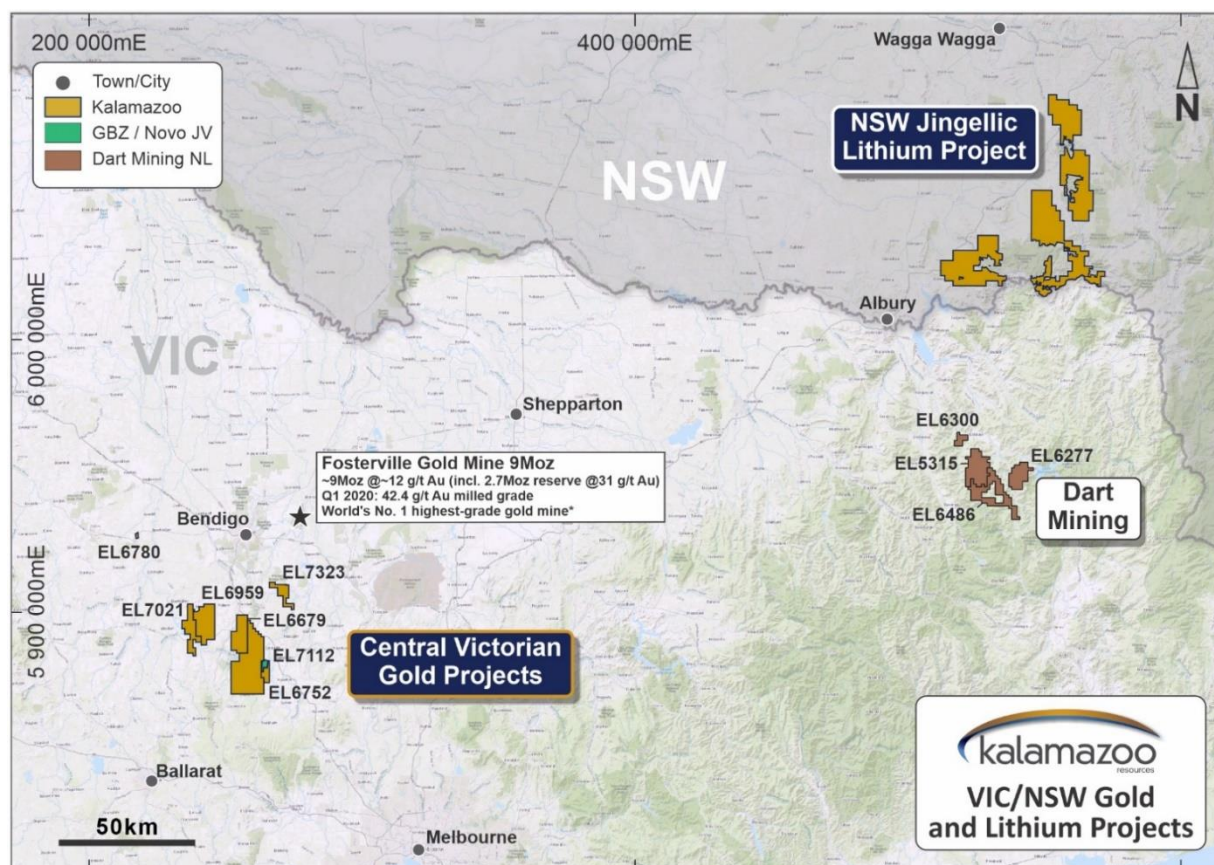 200 000mE
400 000mE
Wagga Wagga
Town/City
Kalamazoo
GBZ / Novo JV
Dart Mining NL
N
NSW Jingellic
Lithium Project
NSW
Albury
6 000 000mE
VIC
Shepparton
EL6300
EL5315
EL6277
EL6486
Dart
Mining
Fosterville Gold Mine 9Moz
~9Moz @~12 g/t Au (incl. 2.7Moz reserve @31 g/t Au)
Q1 2020: 42.4 g/t Au milled grade
World's No. 1 highest-grade gold mine*
Bendigo
EL6780
EL7323
EL6959
EL7021
EL6679
EL7112
EL6752
5 900 000mE
Central Victorian
Gold Projects
Ballarat
50km
Melbourne
kalamazoo
resources
VIC/NSW Gold
and Lithium Projects